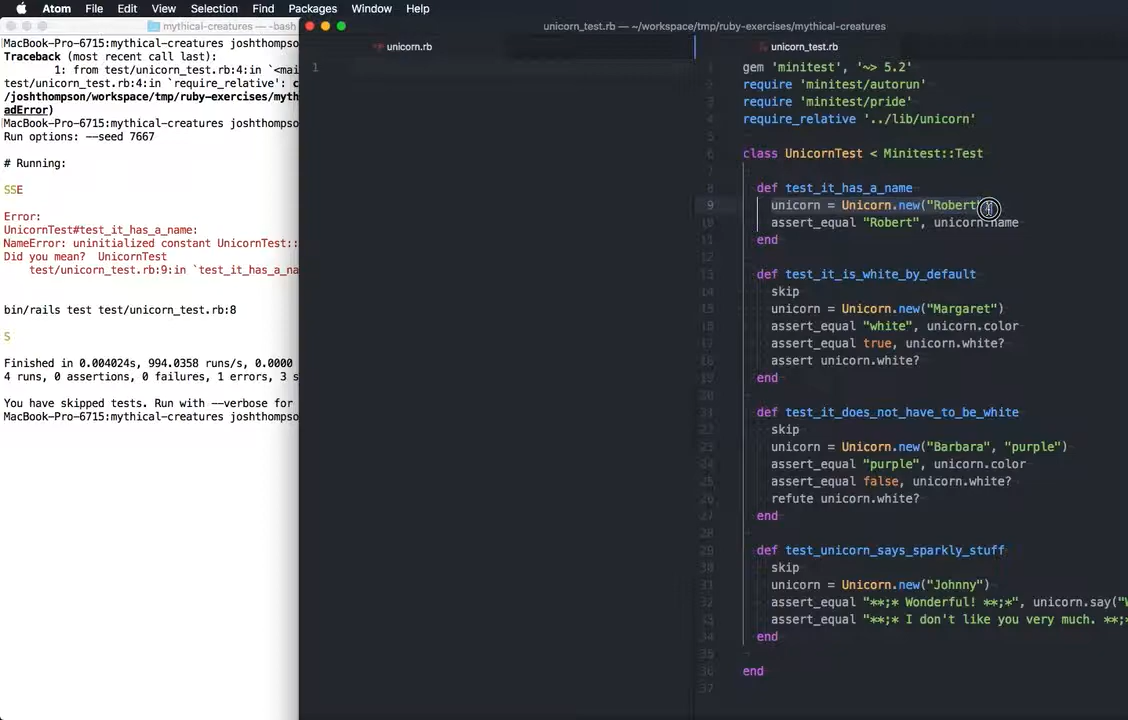 Atom File Edit View Selection Find Packages Window Help
mythical-creatures — -bash
MacBook-Pro-6715:mythical-creatures joshthompso
Traceback (most recent call last):
1: from test/unicorn_test.rb:4:in `<mai
test/unicorn_test.rb:4:in `require_relative': c
/joshthompson/workspace/tmp/ruby-exercises/myth
adError)
MacBook-Pro-6715:mythical-creatures joshthompso
Run options: --seed 7667
# Running:
SSE
Error:
UnicornTest#test_it_has_a_name:
NameError: uninitialized constant UnicornTest::
Did you mean?  UnicornTest
test/unicorn_test.rb:9:in `test_it_has_a_na
bin/rails test test/unicorn_test.rb:8
S
Finished in 0.004024s, 994.0358 runs/s, 0.0000
4 runs, 0 assertions, 0 failures, 1 errors, 3 s
You have skipped tests. Run with --verbose for
MacBook-Pro-6715:mythical-creatures joshthompso
unicorn_test.rb — ~/workspace/tmp/ruby-exercises/mythical-creatures
unicorn.rb
1
unicorn_test.rb
1 gem 'minitest', '~> 5.2'
2 require 'minitest/autorun'
3 require 'minitest/pride'
4 require_relative '../lib/unicorn'
5
6 class UnicornTest < Minitest::Test
7
8 def test_it_has_a_name
9 unicorn = Unicorn.new("Robert")
10 assert_equal "Robert", unicorn.name
11 end
12
13 def test_it_is_white_by_default
14 skip
15 unicorn = Unicorn.new("Margaret")
16 assert_equal "white", unicorn.color
17 assert_equal true, unicorn.white?
18 assert unicorn.white?
19 end
20
21 def test_it_does_not_have_to_be_white
22 skip
23 unicorn = Unicorn.new("Barbara", "purple")
24 assert_equal "purple", unicorn.color
25 assert_equal false, unicorn.white?
26 refute unicorn.white?
27 end
28
29 def test_unicorn_says_sparkly_stuff
30 skip
31 unicorn = Unicorn.new("Johnny")
32 assert_equal "**;* Wonderful! **;*", unicorn.say("W
33 assert_equal "**;* I don't like you very much. **;*
34 end
35
36 end
37